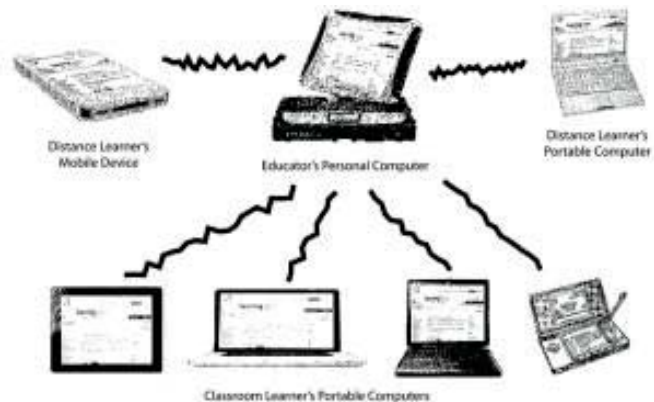 Distance Learner's
Mobile Device
Educator's Personal Computer
Distance Learner's
Portable Computer
Classroom Learner's Portable Computers